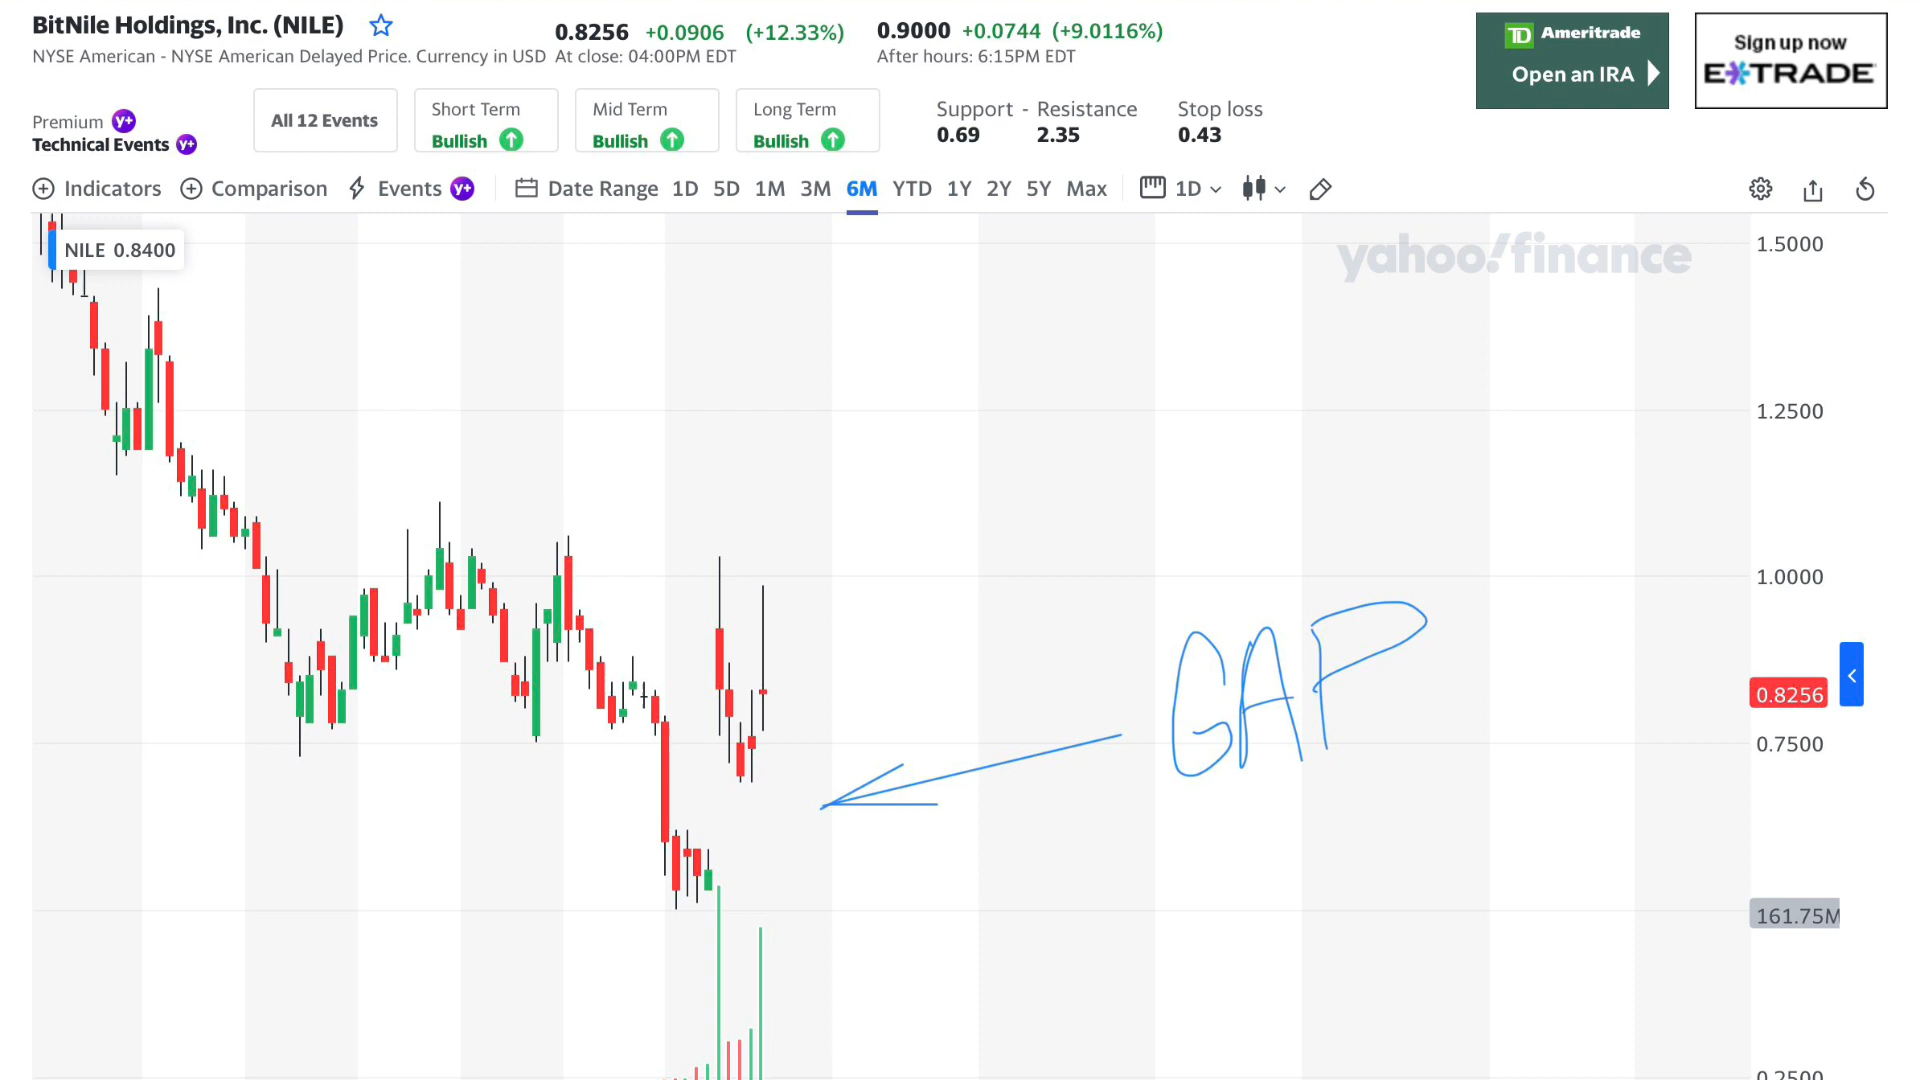 BitNile Holdings, Inc. (NILE)
0.8256 +0.0906 (+12.33%)
0.9000 +0.0744 (+9.0116%)
NYSE American - NYSE American Delayed Price. Currency in USD
At close: 04:00PM EDT
After hours: 6:15PM EDT
TD Ameritrade
Open an IRA
Sign up now
E*TRADE
Premium Y+
Technical Events Y+
All 12 Events
Short Term
Bullish
Mid Term
Bullish
Long Term
Bullish
Support - Resistance
0.69 2.35
Stop loss
0.43
Indicators Comparison Events Y+ Date Range 1D 5D 1M 3M 6M YTD 1Y 2Y 5Y Max 1D
NILE 0.8400
yahoo!finance
1.5000
1.2500
1.0000
GAP
0.8256
0.7500
161.75M
0.2500